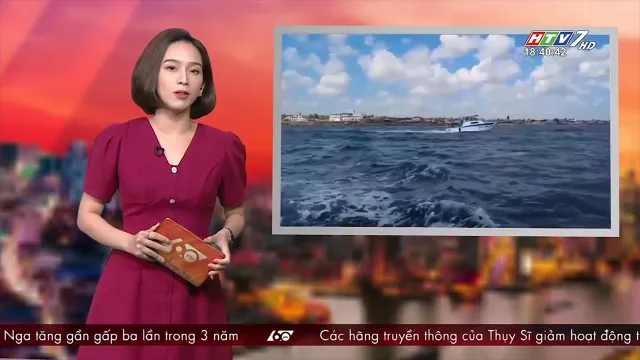 HTV7 HD
18:40:42
Nga tăng gần gấp ba lần trong 3 năm 60 Các hãng truyền thông của Thụy Sĩ giảm hoạt động t